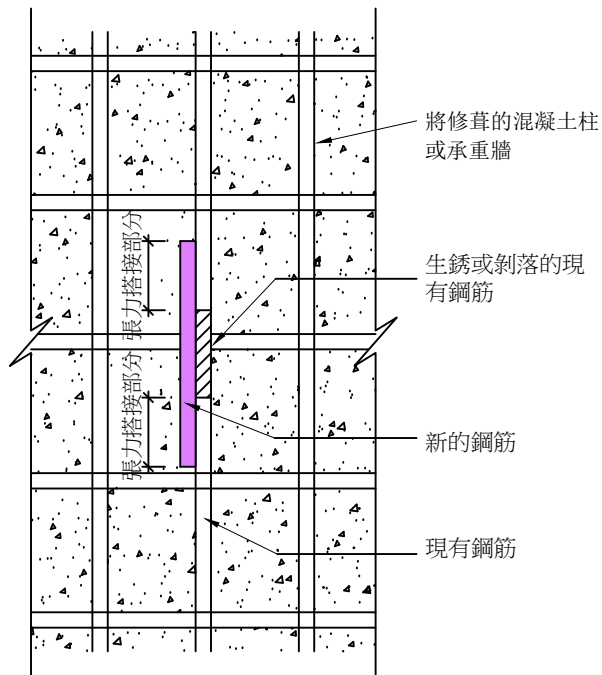 將修葺的混凝土柱
或承重牆
張力搭接部分
生銹或剝落的現
有鋼筋
張力搭接部分
新的鋼筋
現有鋼筋